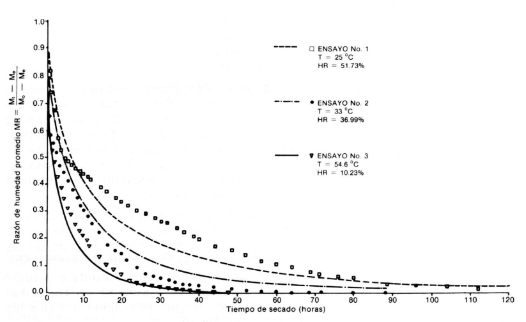 1.0
0.9
0.8
0.7
0.6
0.5
0.4
0.3
0.2
0.1
0.0
Razón de humedad promedio MR = (Mt − Me) / (Mo − Me)
0 10 20 30 40 50 60 70 80 90 100 110 120
Tiempo de secado (horas)
ENSAYO No. 1
T = 25 °C
HR = 51.73%
ENSAYO No. 2
T = 33 °C
HR = 36.99%
ENSAYO No. 3
T = 54.6 °C
HR = 10.23%